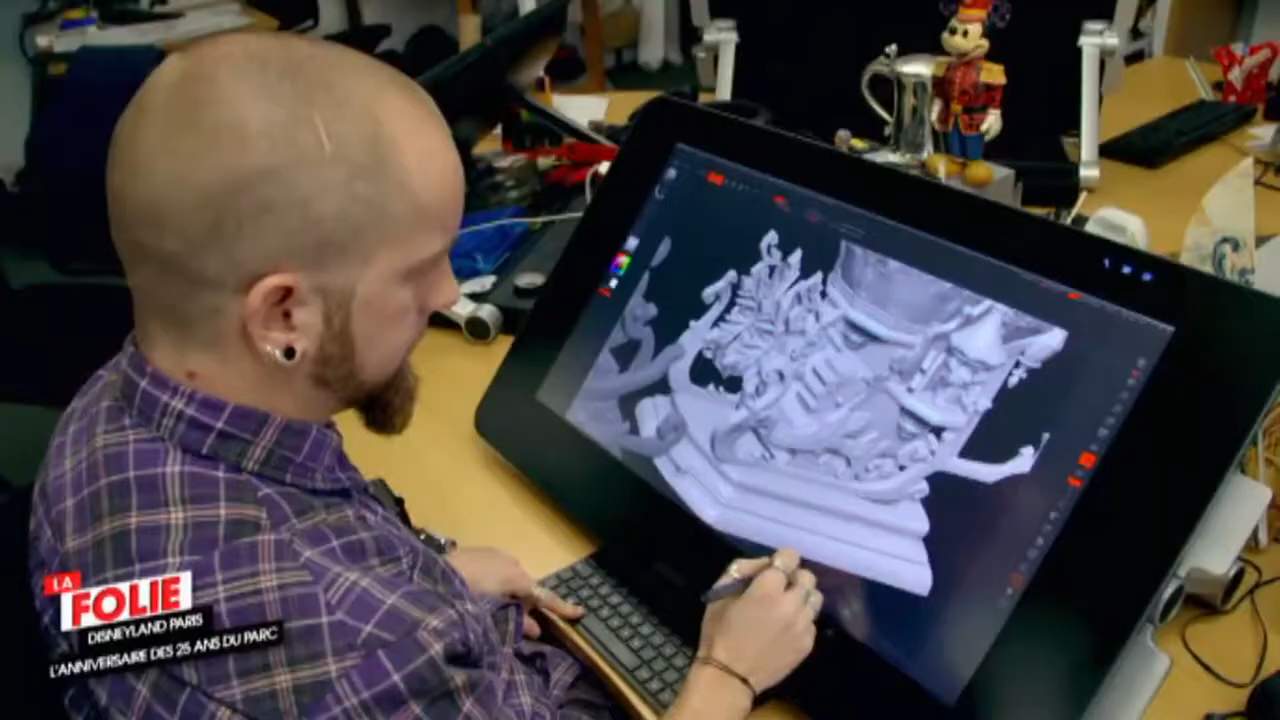 LA
FOLIE
DISNEYLAND PARIS
L'ANNIVERSAIRE DES 25 ANS DU PARC